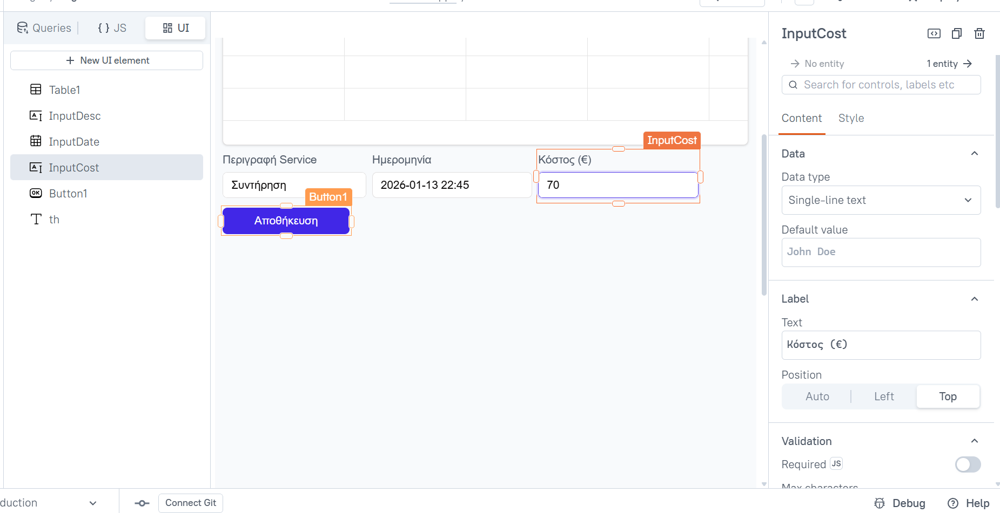 Queries
JS
UI
New UI element
Table1
InputDesc
InputDate
InputCost
Button1
th
InputCost
Περιγραφή Service
Ημερομηνία
Κόστος (€)
Συντήρηση
2026-01-13 22:45
70
Button1
Αποθήκευση
InputCost
No entity
1 entity
Search for controls, labels etc
Content
Style
Data
Data type
Single-line text
Default value
John Doe
Label
Text
Κόστος (€)
Position
Auto
Left
Top
Validation
Required JS
Max characters
duction
Connect Git
Debug
Help